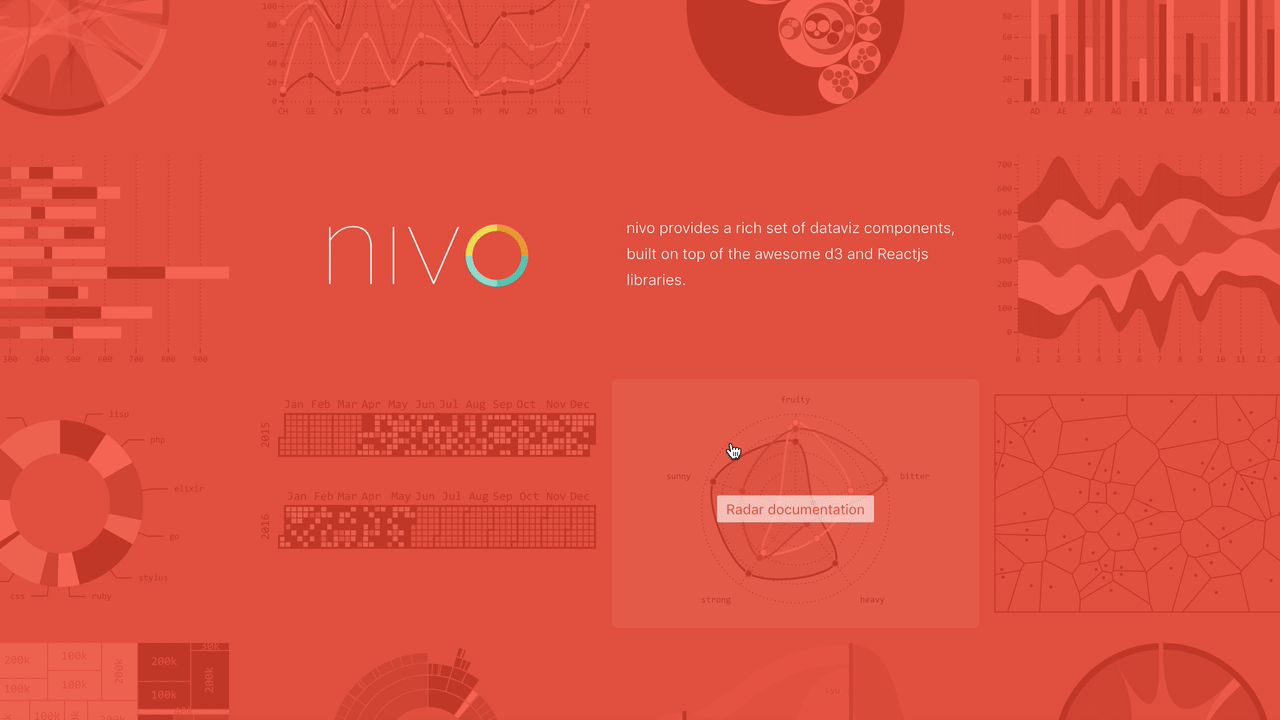 100
80
60
40
20
0
CH GE SY CA MU SL SD TM MV ZM MO TC
80
60
40
20
0
AD AE AF AG AI AL AM AO AQ
nivo
nivo provides a rich set of dataviz components,
built on top of the awesome d3 and Reactjs
libraries.
300 400 500 600 700 800 900
700
600
500
400
300
200
100
0
0 1 2 3 4 5 6 7 8 9 10 11 12
lisp
php
elixir
go
stylus
ruby
css
Jan Feb Mar Apr May Jun Jul Aug Sep Oct Nov Dec
2015
Jan Feb Mar Apr May Jun Jul Aug Sep Oct Nov Dec
2016
fruity
bitter
heavy
strong
sunny
Radar documentation
200k 100k 200k 200k 30k
100k 100k 100k 200k
100k 200k